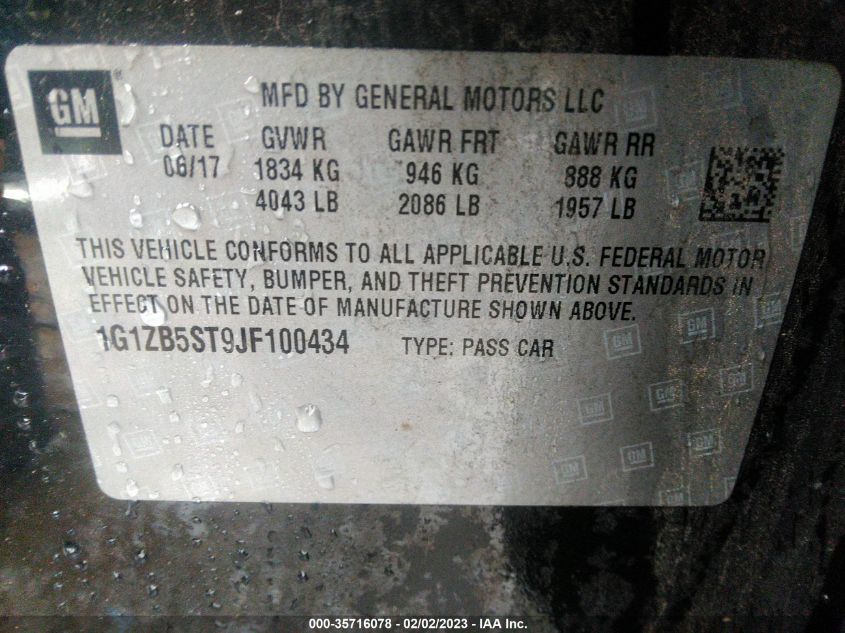 GM
MFD BY GENERAL MOTORS LLC
DATE GVWR GAWR FRT GAWR RR
06/17 1834 KG 946 KG 888 KG
4043 LB 2086 LB 1957 LB
THIS VEHICLE CONFORMS TO ALL APPLICABLE U.S. FEDERAL MOTOR
VEHICLE SAFETY, BUMPER, AND THEFT PREVENTION STANDARDS IN
EFFECT ON THE DATE OF MANUFACTURE SHOWN ABOVE.
1G1ZB5ST9JF100434 TYPE: PASS CAR
000-35716078 - 02/02/2023 - IAA Inc.